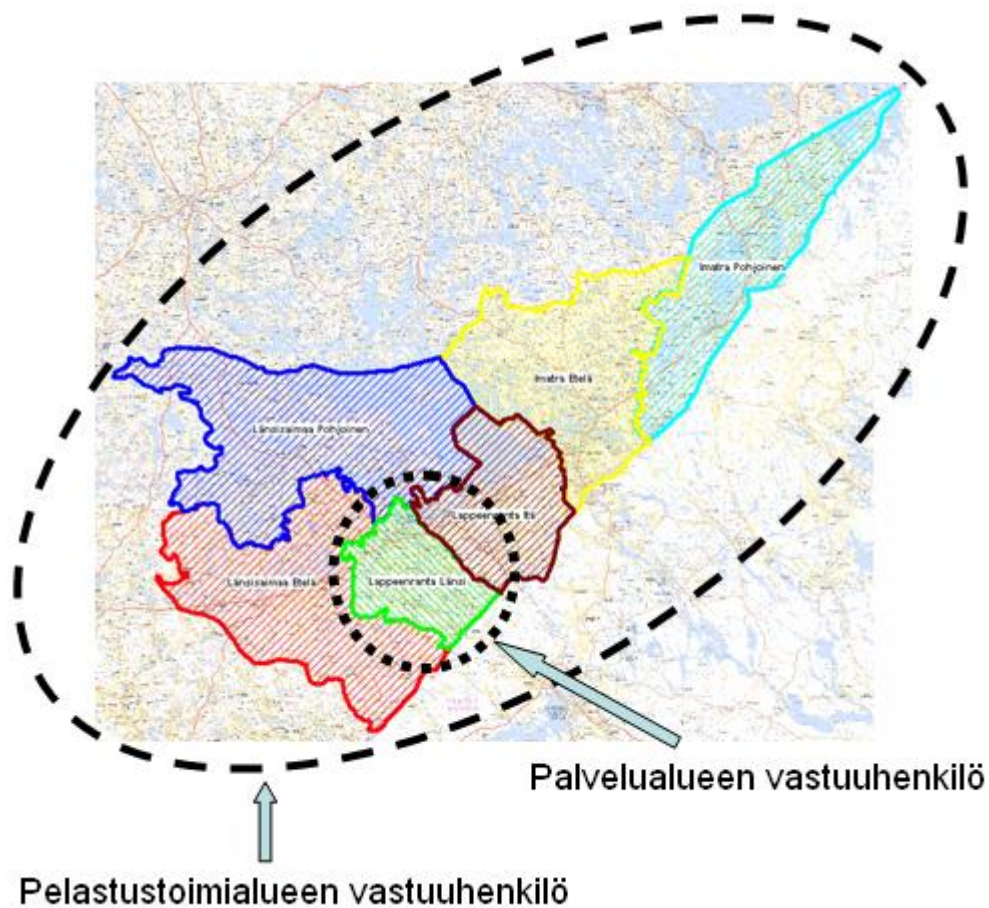 Imatra Pohjoinen
Imatra Etelä
Länsisaimaa Pohjoinen
Lappeenranta Itä
Länsisaimaa Etelä
Lappeenranta Länsi
Palvelualueen vastuuhenkilö
Pelastustoimialueen vastuuhenkilö